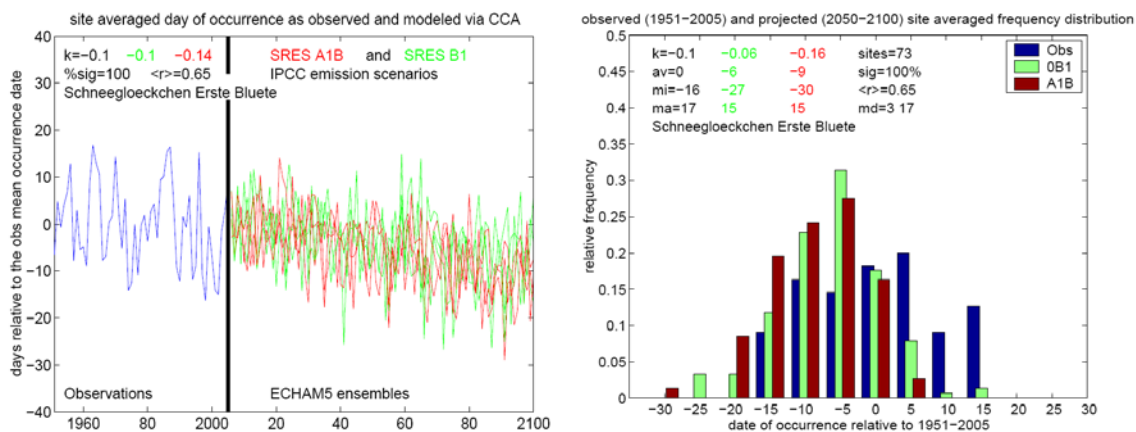 site averaged day of occurrence as observed and modeled via CCA
40
30
20
10
0
−10
−20
−30
−40
days relative to the obs mean occurrence date
k=−0.1 −0.1 −0.14
%sig=100 <r>=0.65
Schneegloeckchen Erste Bluete
SRES A1B and SRES B1
IPCC emission scenarios
Observations
ECHAM5 ensembles
1960 80 2000 20 40 60 80 2100
observed (1951−2005) and projected (2050−2100) site averaged frequency distribution
0.5
0.45
0.4
0.35
0.3
0.25
0.2
0.15
0.1
0.05
0
relative frequency
k=−0.1 −0.06 −0.16 sites=73
av=0 −6 −9 sig=100%
mi=−16 −27 −30 <r>=0.65
ma=17 15 15 md=3 17
Schneegloeckchen Erste Bluete
Obs
0B1
A1B
−30 −25 −20 −15 −10 −5 0 5 10 15 20 25 30
date of occurrence relative to 1951−2005